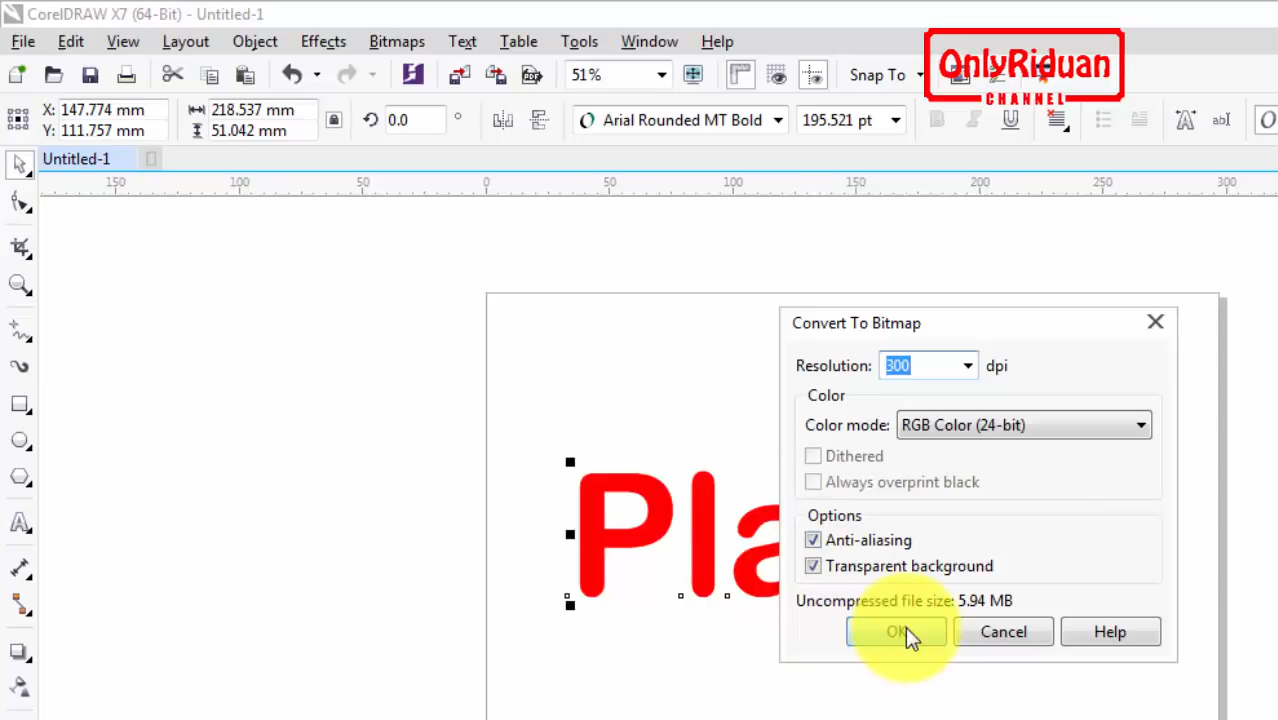 CorelDRAW X7 (64-Bit) - Untitled-1
File Edit View Layout Object Effects Bitmaps Text Table Tools Window Help
OnlyRiduan
CHANNEL
51% Snap To
X: 147.774 mm 218.537 mm 0.0 ° Arial Rounded MT Bold 195.521 pt
Y: 111.757 mm 51.042 mm
Untitled-1
150 100 50 0 50 100 150 200 250 300
Convert To Bitmap
Resolution: 300 dpi
Color
Color mode: RGB Color (24-bit)
Dithered
Always overprint black
Pla
Options
Anti-aliasing
Transparent background
Uncompressed file size: 5.94 MB
OK Cancel Help